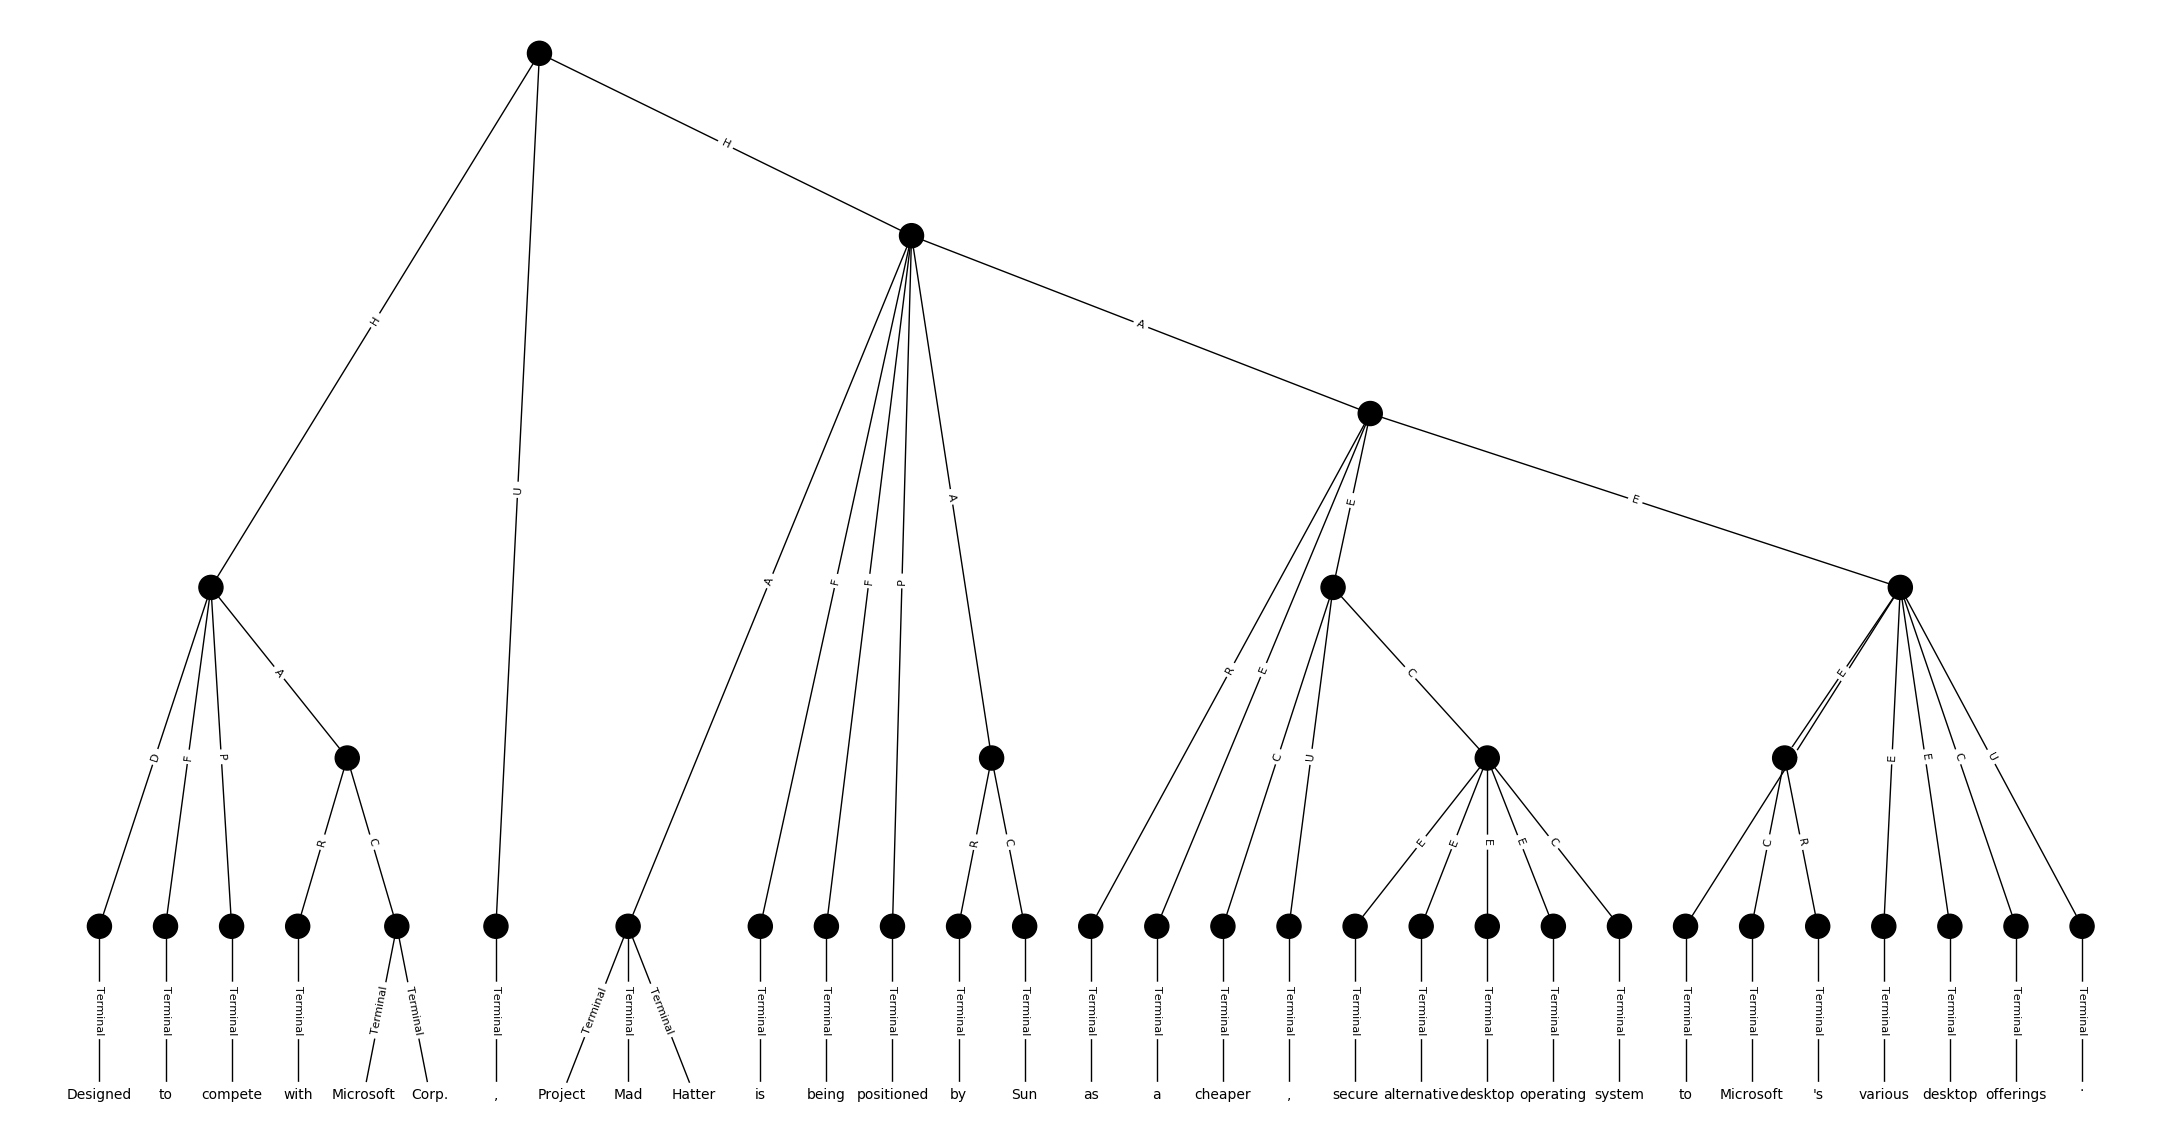 H
H
A
U
A
E
E
A
F
F
P
A
R
E
C
E
D
F
P
C
U
E
E
C
U
R
C
R
C
E
E
E
E
C
C
R
Terminal Terminal Terminal Terminal Terminal Terminal Terminal Terminal Terminal Terminal Terminal Terminal Terminal Terminal Terminal Terminal Terminal Terminal Terminal Terminal Terminal Terminal Terminal Terminal Terminal Terminal Terminal Terminal Terminal Terminal Terminal
Designed to compete with Microsoft Corp. , Project Mad Hatter is being positioned by Sun as a cheaper , secure alternative desktop operating system to Microsoft 's various desktop offerings .